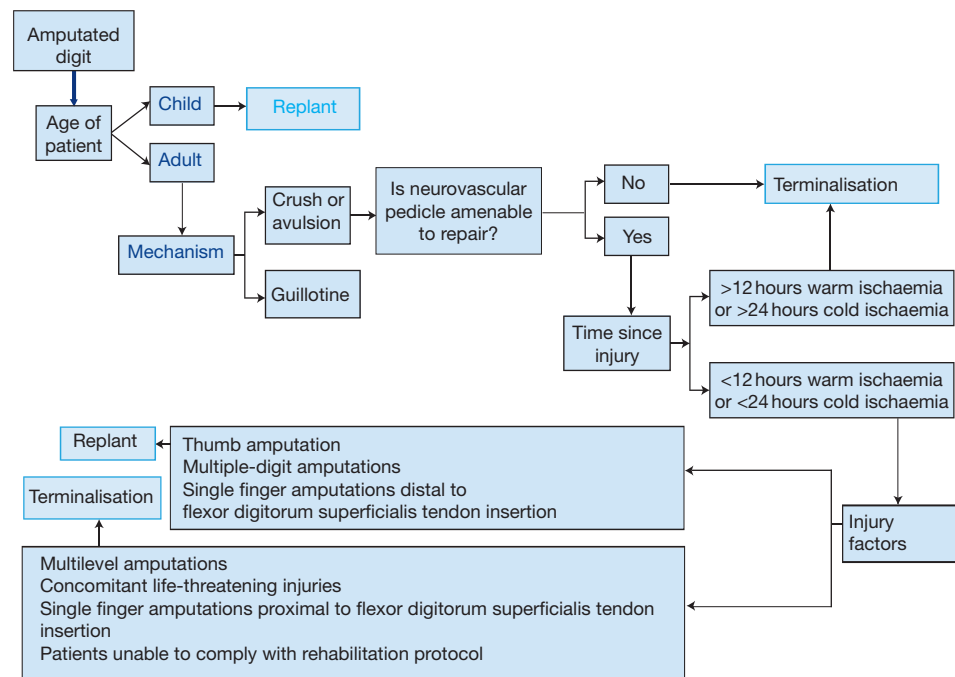 Amputated
digit
Age of
patient
Child
Replant
Adult
Mechanism
Crush or
avulsion
Guillotine
Is neurovascular
pedicle amenable
to repair?
No
Terminalisation
Yes
Time since
injury
>12 hours warm ischaemia
or >24 hours cold ischaemia
<12 hours warm ischaemia
or <24 hours cold ischaemia
Injury
factors
Replant
Thumb amputation
Multiple-digit amputations
Single finger amputations distal to
flexor digitorum superficialis tendon insertion
Terminalisation
Multilevel amputations
Concomitant life-threatening injuries
Single finger amputations proximal to flexor digitorum superficialis tendon
insertion
Patients unable to comply with rehabilitation protocol